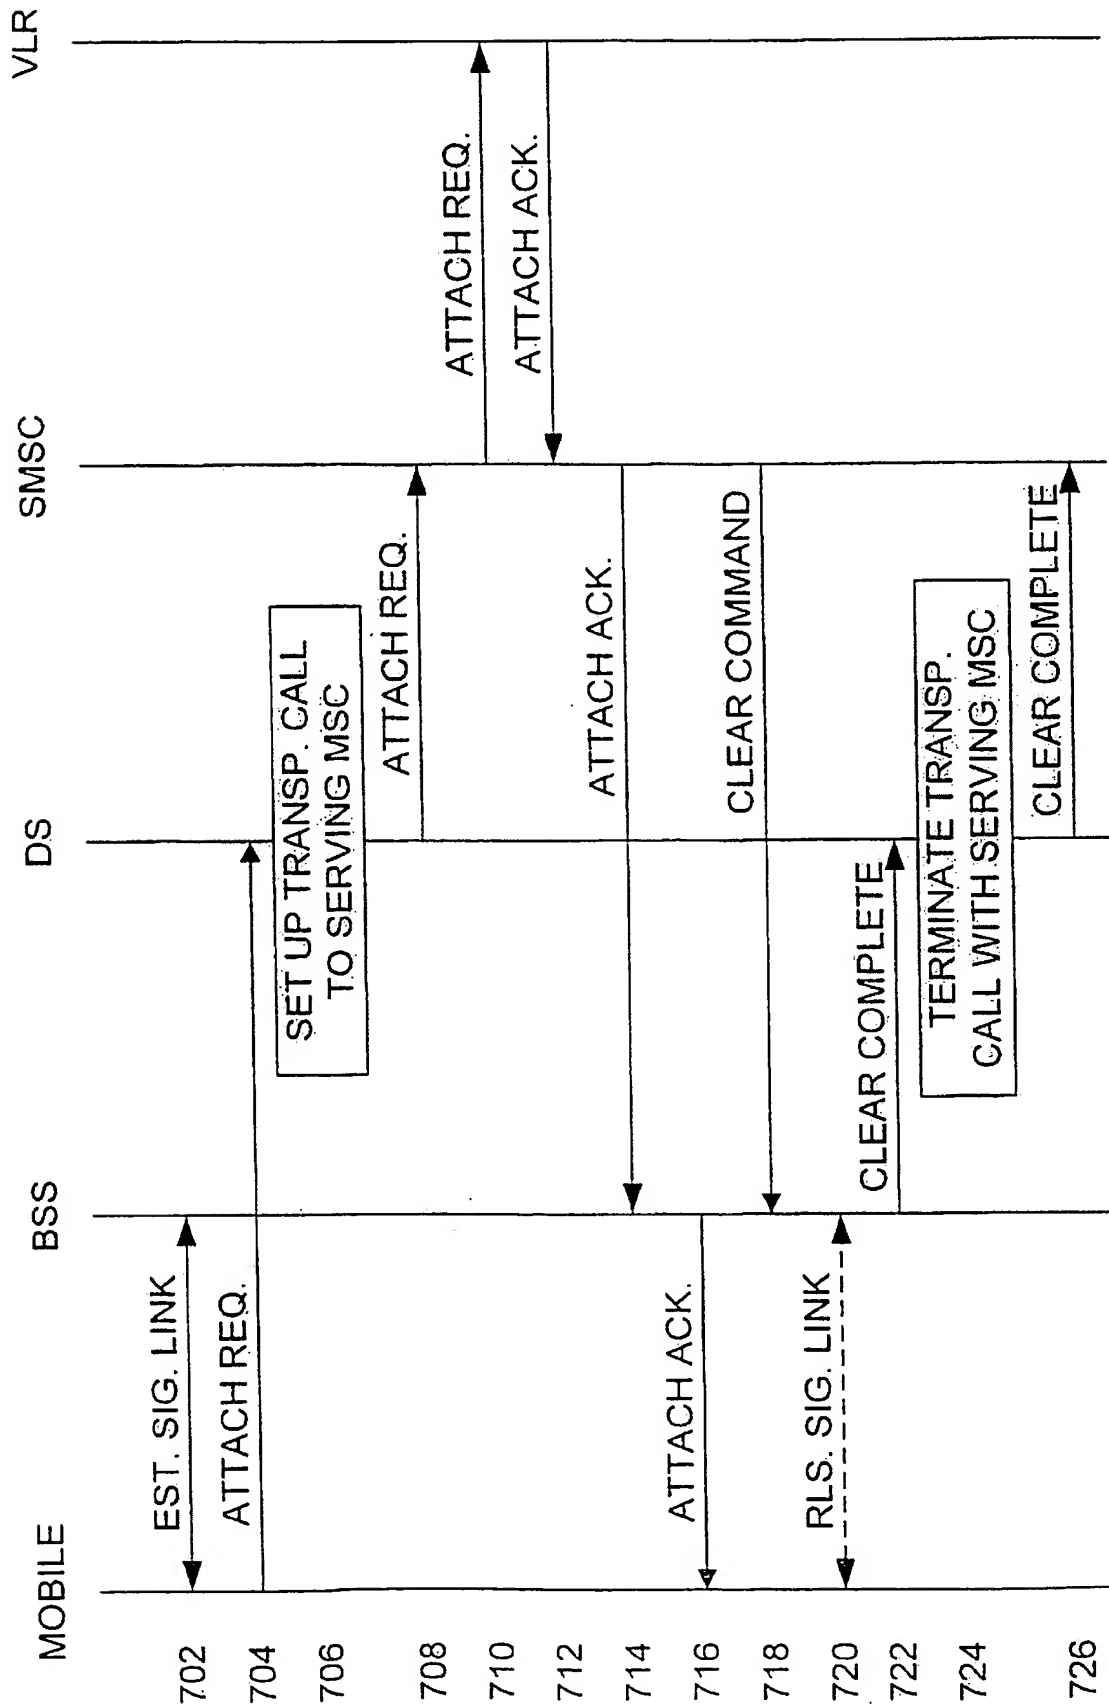 MOBILE
BSS
DS
SMSC
VLR
702
EST. SIG. LINK
704
ATTACH REQ.
706
SET UP TRANSP. CALL
TO SERVING MSC
708
ATTACH REQ.
710
ATTACH REQ.
712
ATTACH ACK.
714
ATTACH ACK.
716
ATTACH ACK.
718
CLEAR COMMAND
720
RLS. SIG. LINK
722
CLEAR COMPLETE
724
TERMINATE TRANSP.
CALL WITH SERVING MSC
726
CLEAR COMPLETE